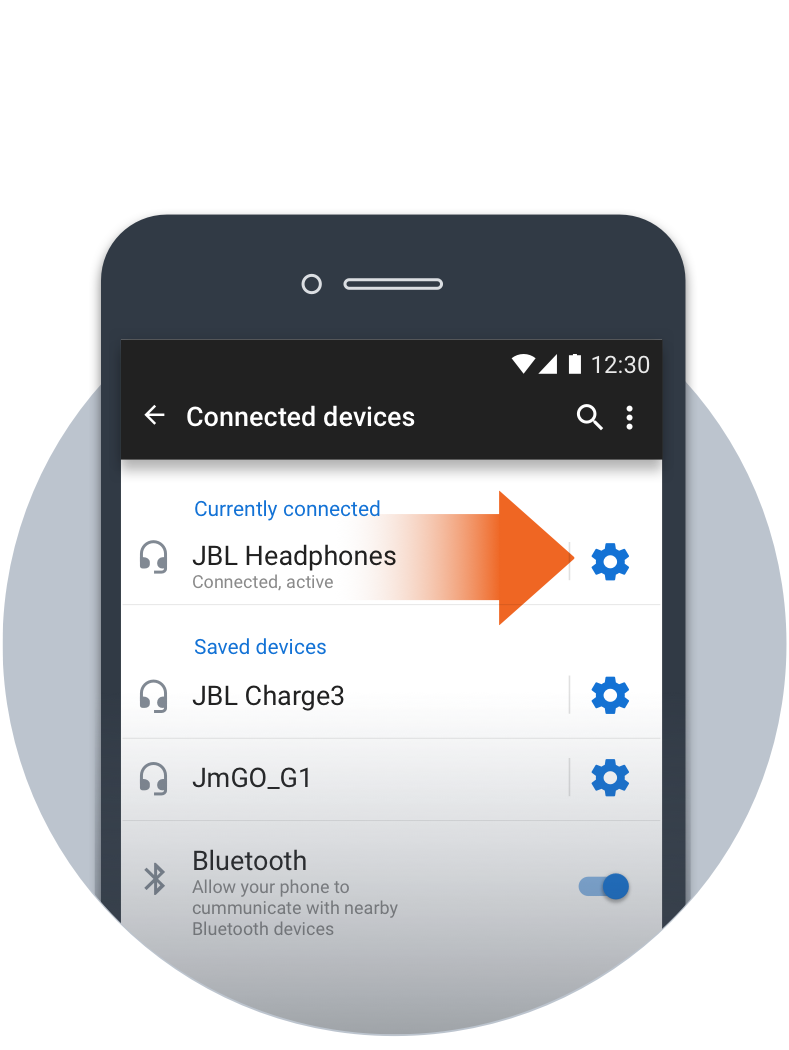 12:30
Connected devices
Currently connected
JBL Headphones
Connected, active
Saved devices
JBL Charge3
JmGO_G1
Bluetooth
Allow your phone to
cummunicate with nearby
Bluetooth devices